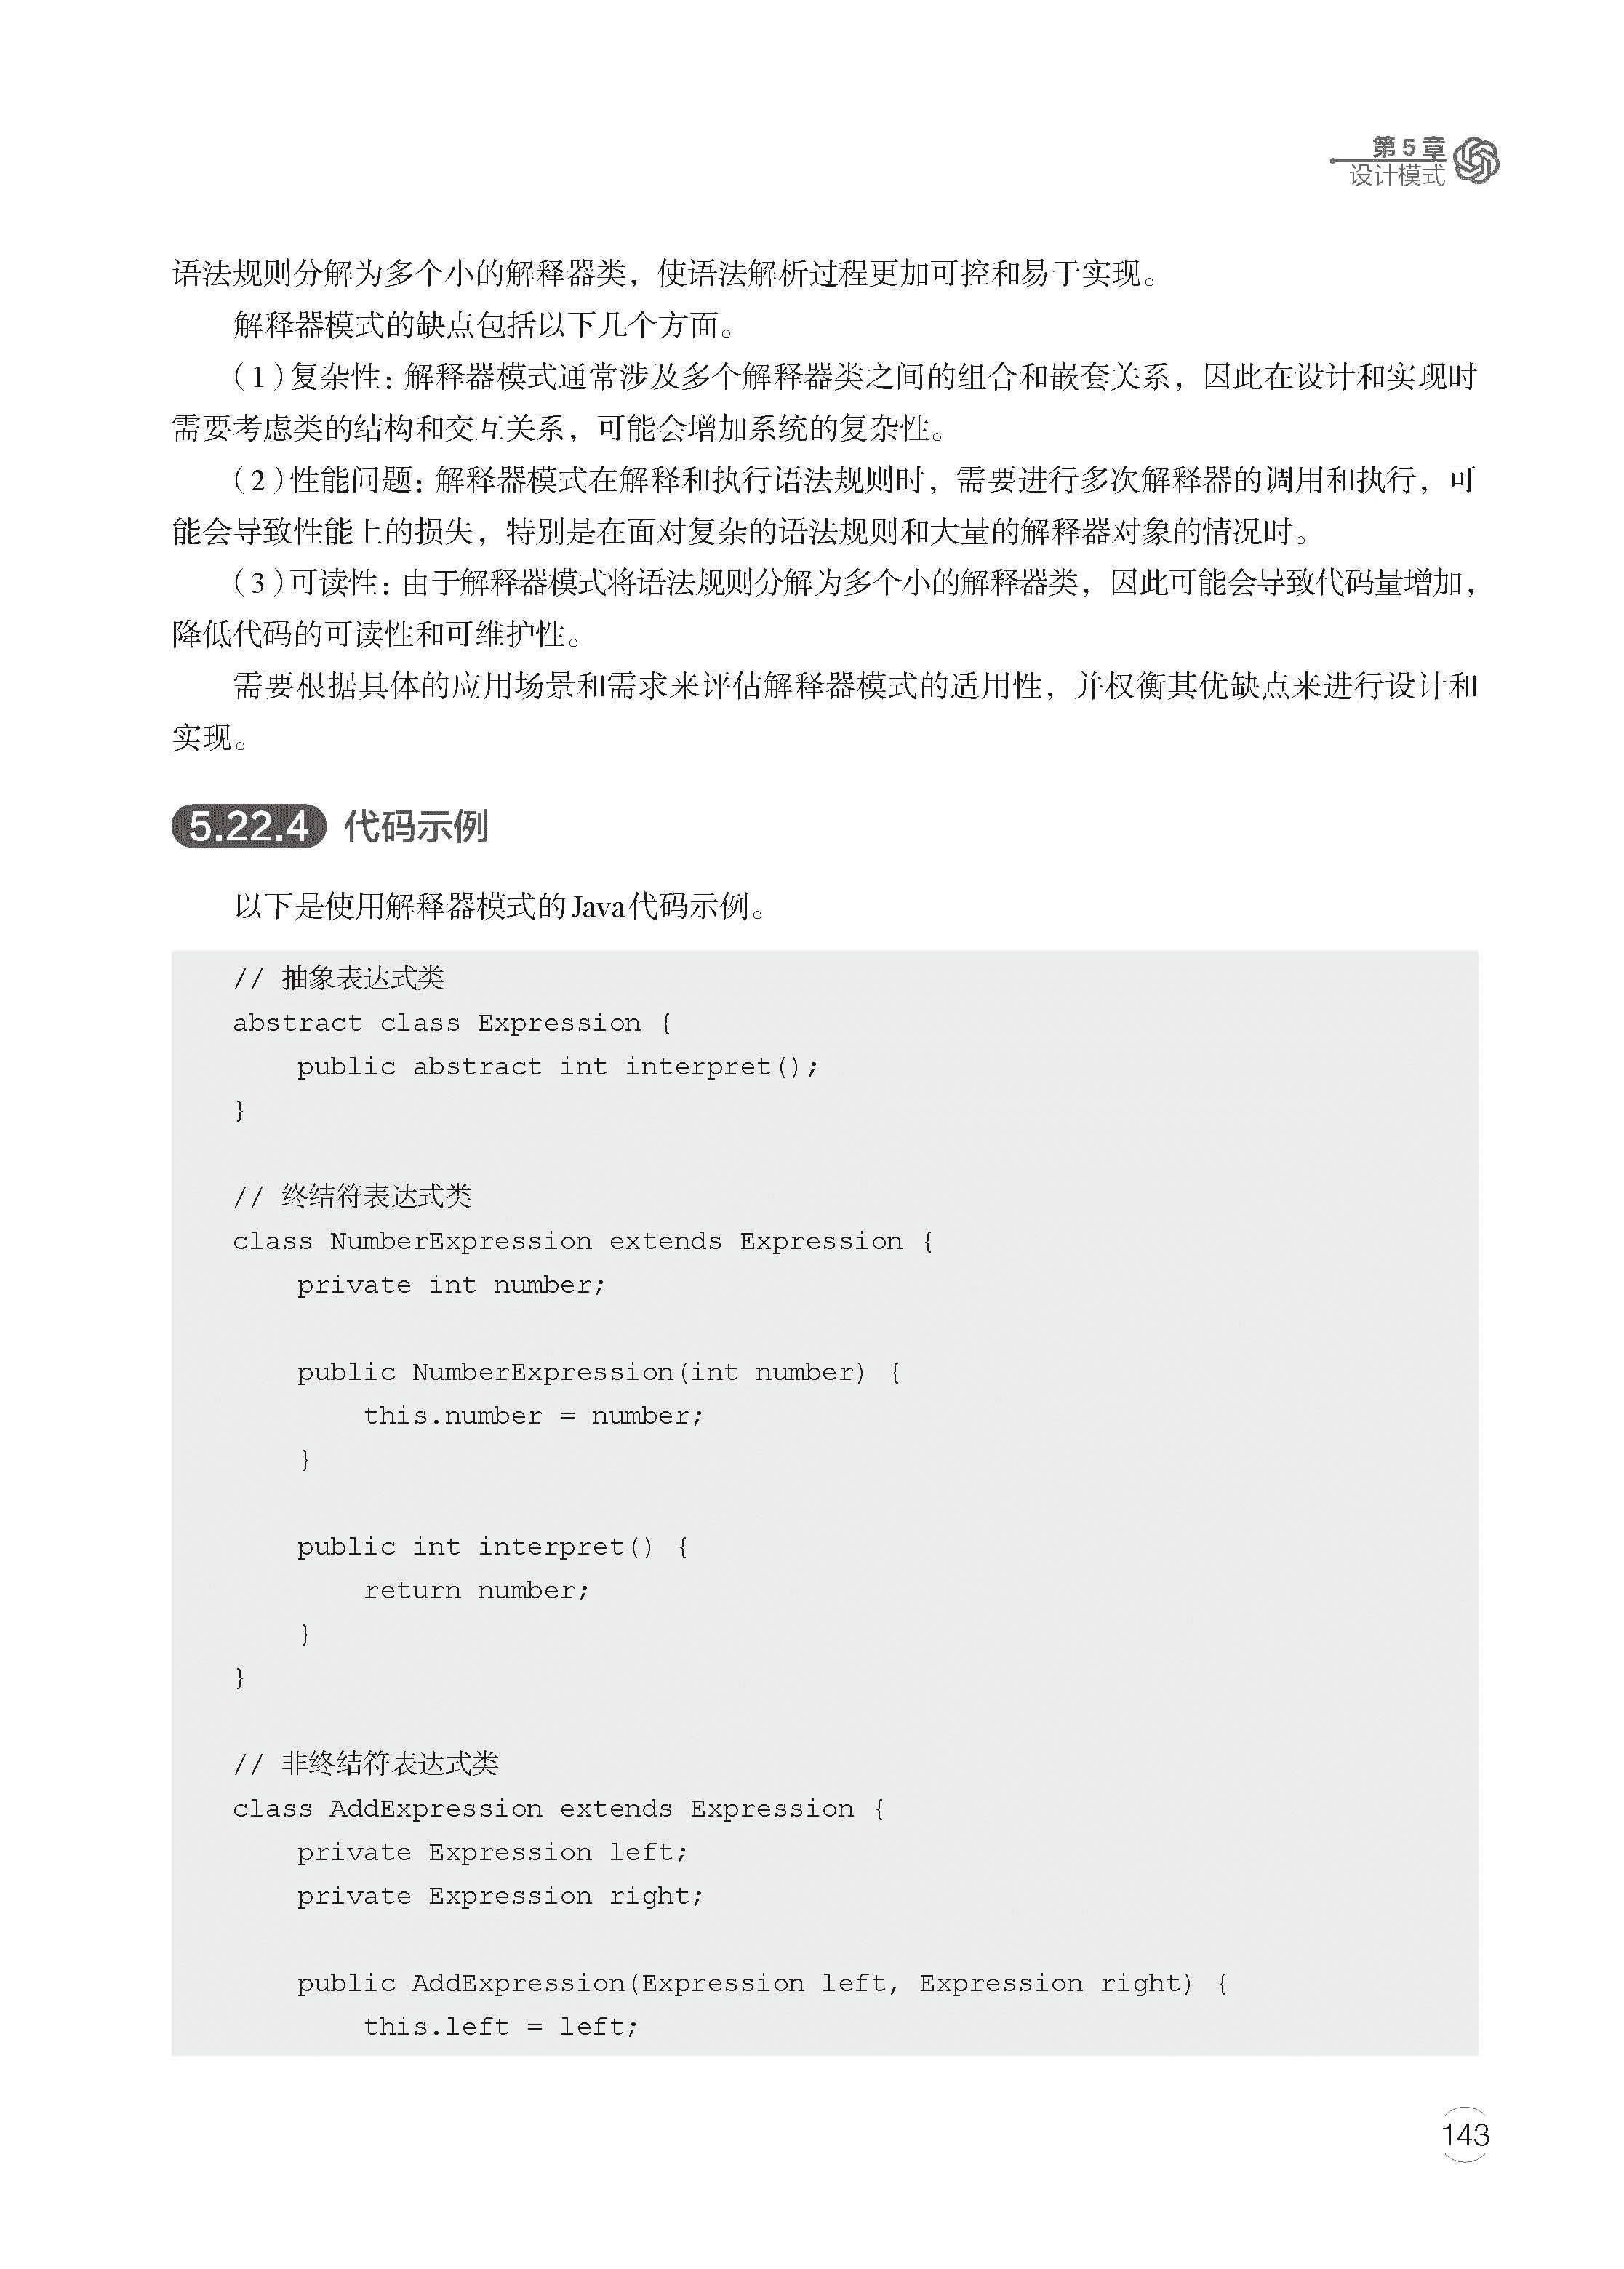 第5章
设计模式
语法规则分解为多个小的解释器类，使语法解析过程更加可控和易于实现。
解释器模式的缺点包括以下几个方面。
（1）复杂性：解释器模式通常涉及多个解释器类之间的组合和嵌套关系，因此在设计和实现时
需要考虑类的结构和交互关系，可能会增加系统的复杂性。
（2）性能问题：解释器模式在解释和执行语法规则时，需要进行多次解释器的调用和执行，可
能会导致性能上的损失，特别是在面对复杂的语法规则和大量的解释器对象的情况时。
（3）可读性：由于解释器模式将语法规则分解为多个小的解释器类，因此可能会导致代码量增加，
降低代码的可读性和可维护性。
需要根据具体的应用场景和需求来评估解释器模式的适用性，并权衡其优缺点来进行设计和
实现。
5.22.4 代码示例
以下是使用解释器模式的Java代码示例。
// 抽象表达式类
abstract class Expression {
    public abstract int interpret();
}
// 终结符表达式类
class NumberExpression extends Expression {
    private int number;
    public NumberExpression(int number) {
        this.number = number;
    }
    public int interpret() {
        return number;
    }
}
// 非终结符表达式类
class AddExpression extends Expression {
    private Expression left;
    private Expression right;
    public AddExpression(Expression left, Expression right) {
        this.left = left;
143